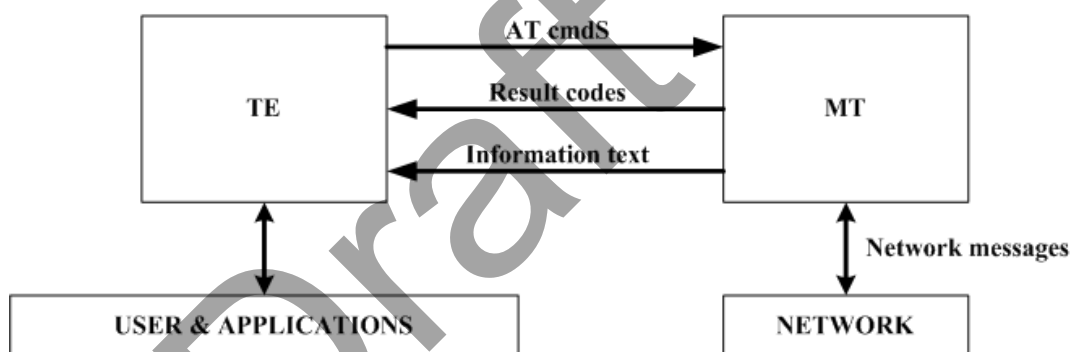 AT cmdS
TE
Result codes
MT
Information text
Network messages
USER & APPLICATIONS
NETWORK
Draft